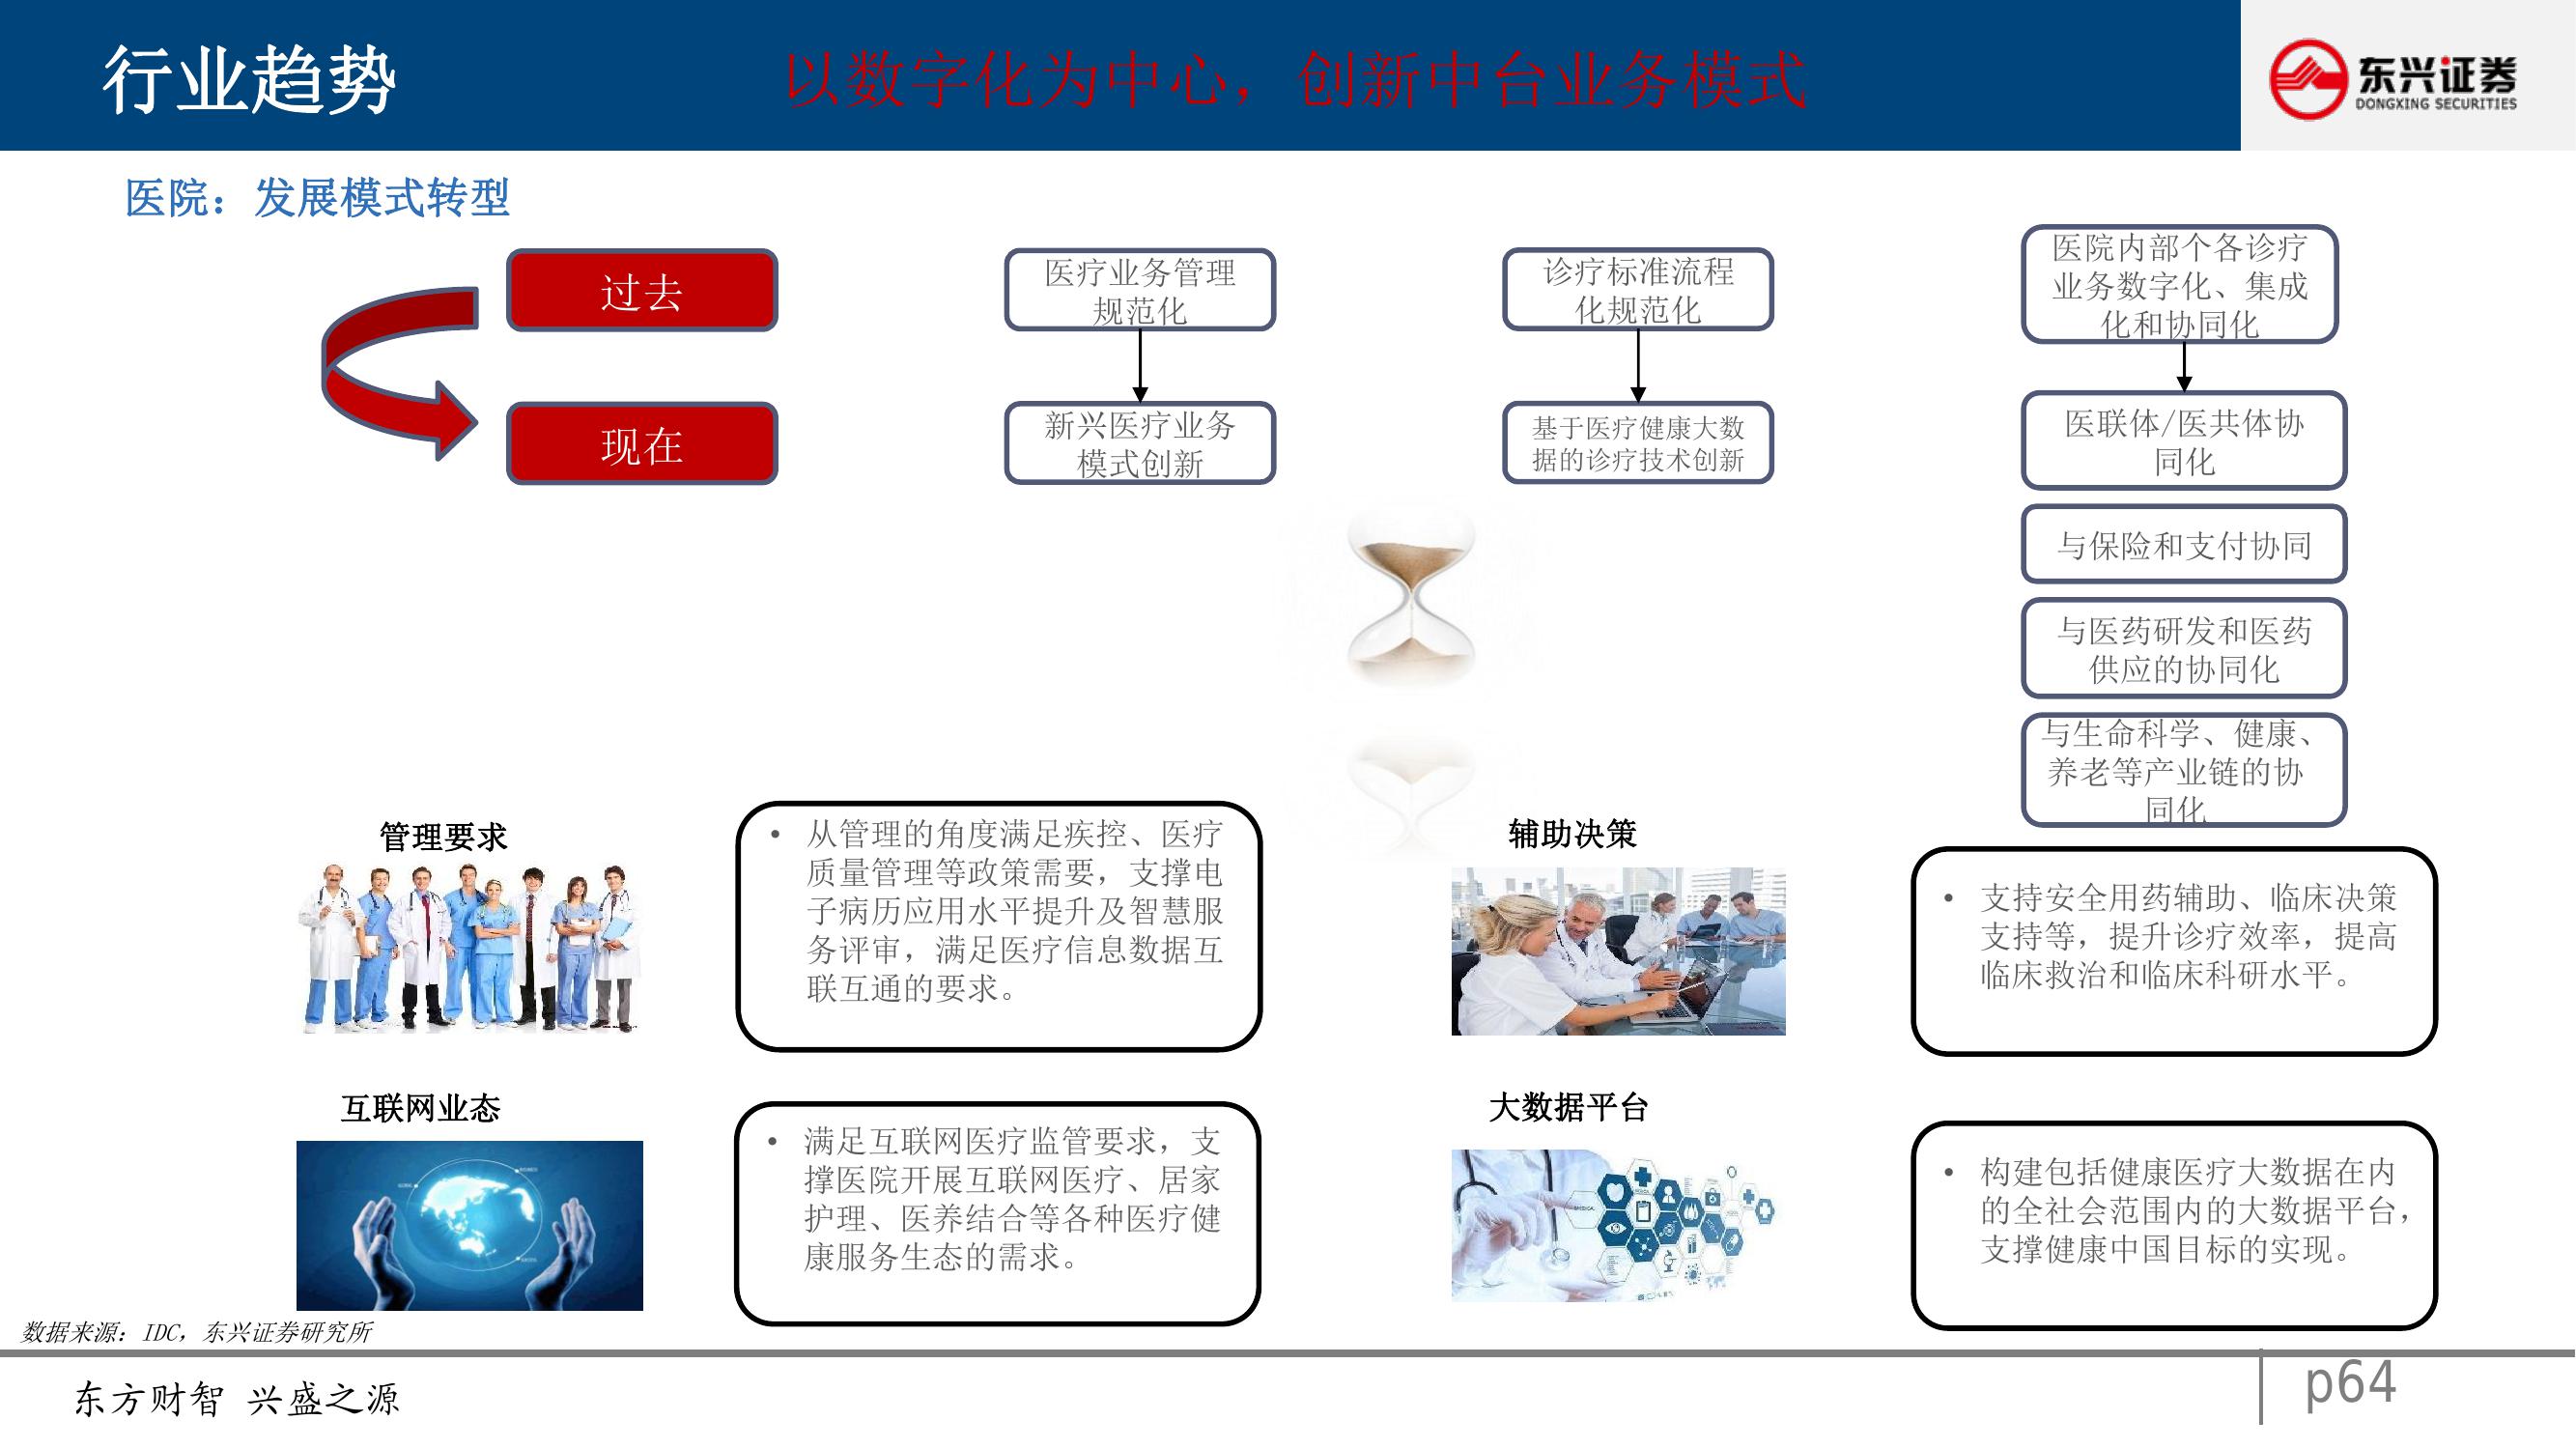 行业趋势
以数字化为中心，创新中台业务模式
东兴证券
DONGXING SECURITIES
医院：发展模式转型
过去
医疗业务管理
规范化
诊疗标准流程
化规范化
医院内部个各诊疗
业务数字化、集成
化和协同化
现在
新兴医疗业务
模式创新
基于医疗健康大数
据的诊疗技术创新
医联体/医共体协
同化
与保险和支付协同
与医药研发和医药
供应的协同化
与生命科学、健康、
养老等产业链的协
同化
管理要求
• 从管理的角度满足疾控、医疗
质量管理等政策需要，支撑电
子病历应用水平提升及智慧服
务评审，满足医疗信息数据互
联互通的要求。
辅助决策
• 支持安全用药辅助、临床决策
支持等，提升诊疗效率，提高
临床救治和临床科研水平。
互联网业态
• 满足互联网医疗监管要求，支
撑医院开展互联网医疗、居家
护理、医养结合等各种医疗健
康服务生态的需求。
大数据平台
• 构建包括健康医疗大数据在内
的全社会范围内的大数据平台，
支撑健康中国目标的实现。
数据来源：IDC，东兴证券研究所
东方财智 兴盛之源
p64